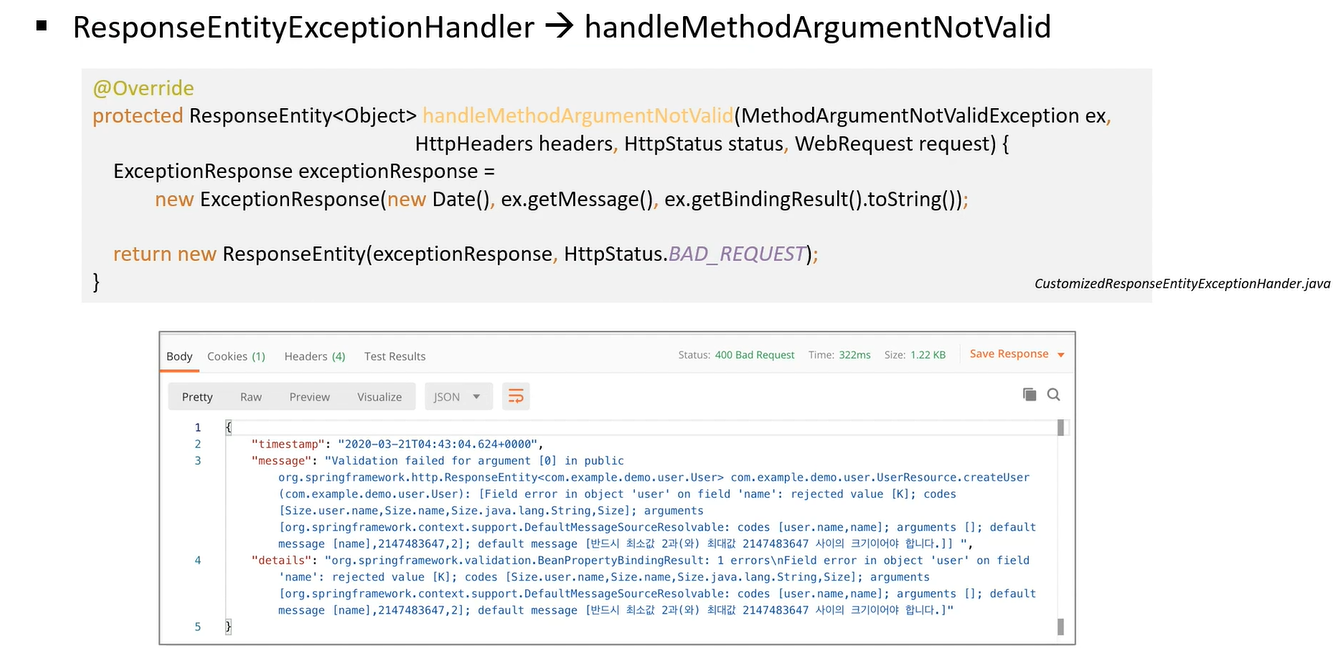 ▪ ResponseEntityExceptionHandler → handleMethodArgumentNotValid
@Override
protected ResponseEntity<Object> handleMethodArgumentNotValid(MethodArgumentNotValidException ex,
HttpHeaders headers, HttpStatus status, WebRequest request) {
ExceptionResponse exceptionResponse =
new ExceptionResponse(new Date(), ex.getMessage(), ex.getBindingResult().toString());
return new ResponseEntity(exceptionResponse, HttpStatus.BAD_REQUEST);
}
CustomizedResponseEntityExceptionHander.java
Body Cookies (1) Headers (4) Test Results Status: 400 Bad Request Time: 322ms Size: 1.22 KB Save Response
Pretty Raw Preview Visualize JSON
1 {
2 "timestamp": "2020-03-21T04:43:04.624+0000",
3 "message": "Validation failed for argument [0] in public
org.springframework.http.ResponseEntity<com.example.demo.user.User> com.example.demo.user.UserResource.createUser
(com.example.demo.user.User): [Field error in object 'user' on field 'name': rejected value [K]; codes
[Size.user.name,Size.name,Size.java.lang.String,Size]; arguments
[org.springframework.context.support.DefaultMessageSourceResolvable: codes [user.name,name]; arguments []; default
message [name],2147483647,2]; default message [반드시 최소값 2과(와) 최대값 2147483647 사이의 크기이어야 합니다.]] ",
4 "details": "org.springframework.validation.BeanPropertyBindingResult: 1 errors\nField error in object 'user' on field
'name': rejected value [K]; codes [Size.user.name,Size.name,Size.java.lang.String,Size]; arguments
[org.springframework.context.support.DefaultMessageSourceResolvable: codes [user.name,name]; arguments []; default
message [name],2147483647,2]; default message [반드시 최소값 2과(와) 최대값 2147483647 사이의 크기이어야 합니다.]"
5 }